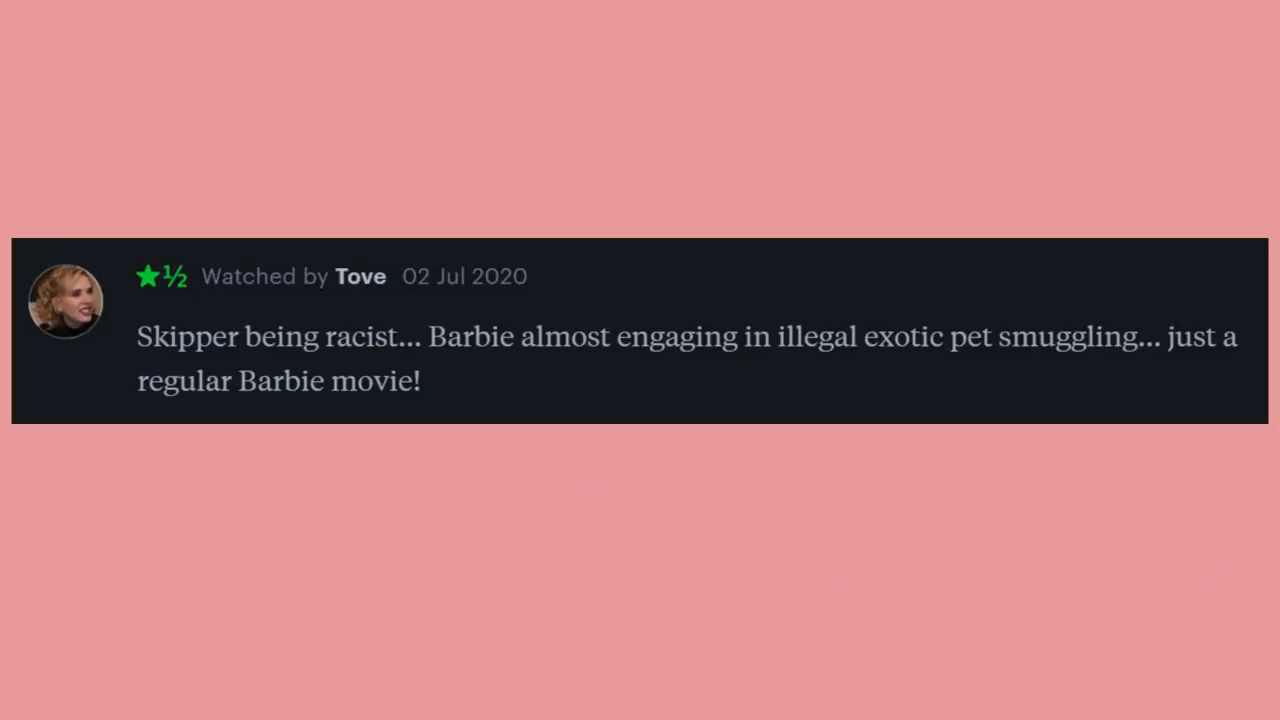 ★½ Watched by Tove 02 Jul 2020
Skipper being racist... Barbie almost engaging in illegal exotic pet smuggling... just a
regular Barbie movie!